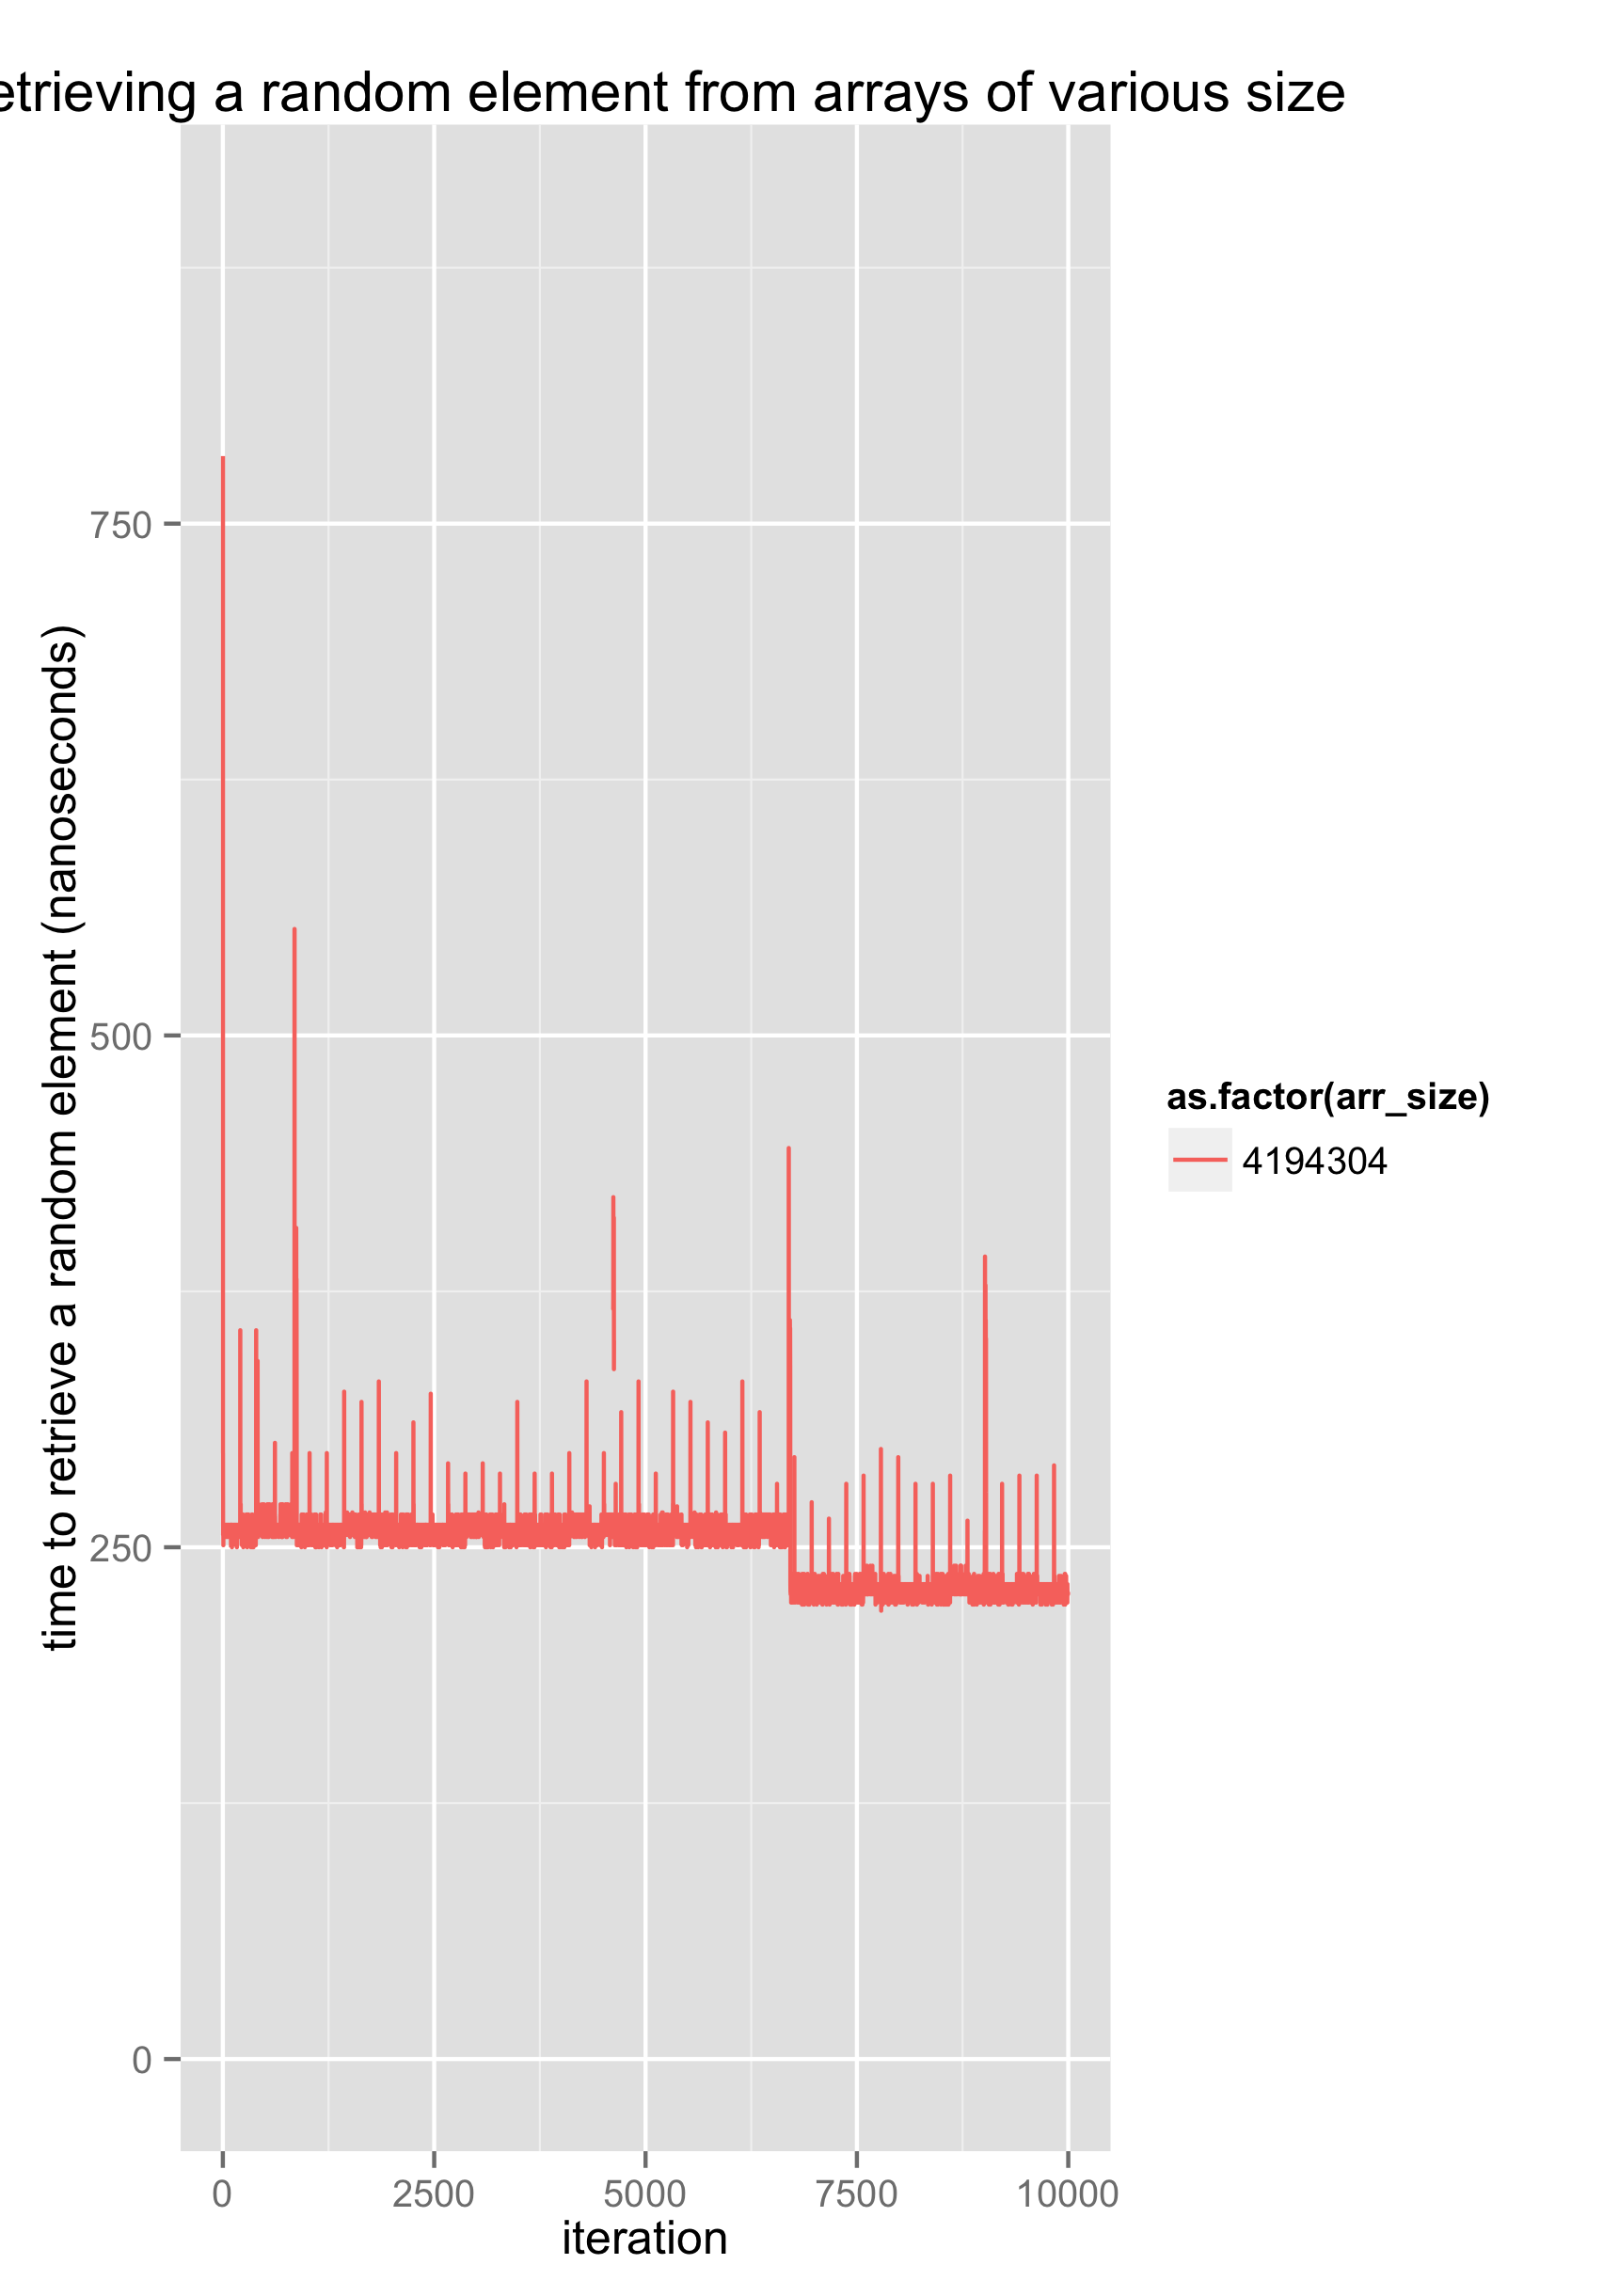 etrieving a random element from arrays of various size
time to retrieve a random element (nanoseconds)
750
500
250
0
0 2500 5000 7500 10000
iteration
as.factor(arr_size)
4194304